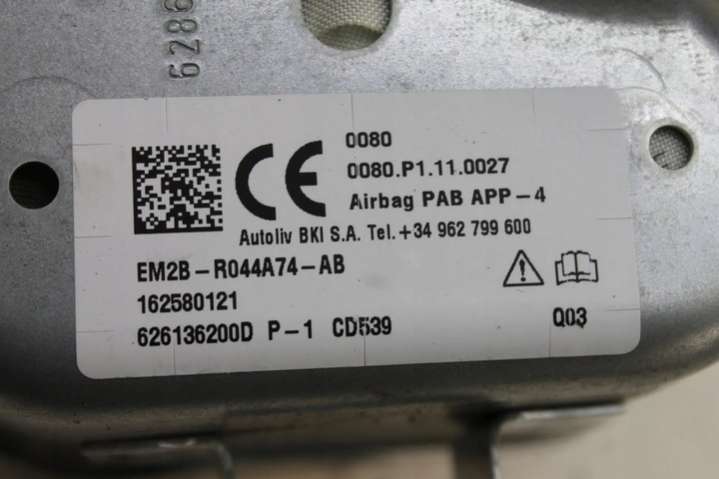 6286
CE
0080
0080.P1.11.0027
Airbag PAB APP-4
Autoliv BKI S.A. Tel.+34 962 799 600
EM2B-R044A74-AB
162580121
626136200D P-1 CD539
Q03